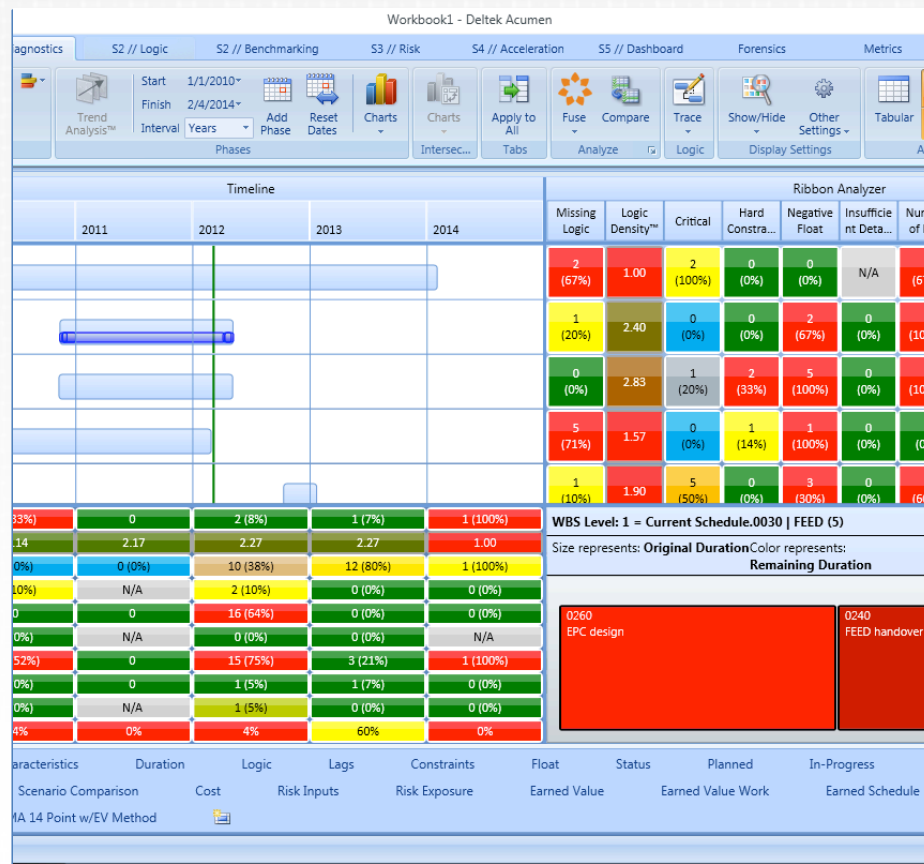 Workbook1 - Deltek Acumen
agnostics S2 // Logic S2 // Benchmarking S3 // Risk S4 // Acceleration S5 // Dashboard Forensics Metrics
Trend Analysis™
Start 1/1/2010
Finish 2/4/2014
Interval Years
Add Phase
Reset Dates
Charts
Charts
Apply to All
Fuse
Compare
Trace
Show/Hide
Other Settings
Tabular
Phases Intersec... Tabs Analyze Logic Display Settings A
Timeline
2011 2012 2013 2014
Ribbon Analyzer
Missing Logic Density™ Critical Hard Negative Insufficie Nur
Logic Constra... Float nt Deta... of
2 (67%) 1.00 2 (100%) 0 (0%) 0 (0%) N/A
1 (20%) 2.40 0 (0%) 0 (0%) 2 (67%) 0 (0%) (10
0 (0%) 2.83 1 (20%) 2 (33%) 5 (100%) 0 (0%) (10
5 (71%) 1.57 0 (0%) 1 (14%) 1 (100%) 0 (0%)
1 (10%) 1.90 5 (50%) 0 (0%) 3 (30%) 0 (0%)
33%) 0 2 (8%) 1 (7%) 1 (100%)
.14 2.17 2.27 2.27 1.00
0%) 0 (0%) 10 (38%) 12 (80%) 1 (100%)
10%) N/A 2 (10%) 0 (0%) 0 (0%)
0 0 16 (64%) 0 (0%) 0 (0%)
0%) N/A 0 (0%) 0 (0%) N/A
52%) 0 15 (75%) 3 (21%) 1 (100%)
0%) 0 1 (5%) 1 (7%) 0 (0%)
0%) N/A 1 (5%) 0 (0%) 0 (0%)
4% 0% 4% 60% 0%
WBS Level: 1 = Current Schedule.0030 | FEED (5)
Size represents: Original DurationColor represents:
Remaining Duration
0260
EPC design
0240
FEED handover
aracteristics Duration Logic Lags Constraints Float Status Planned In-Progress
Scenario Comparison Cost Risk Inputs Risk Exposure Earned Value Earned Value Work Earned Schedule
MA 14 Point w/EV Method